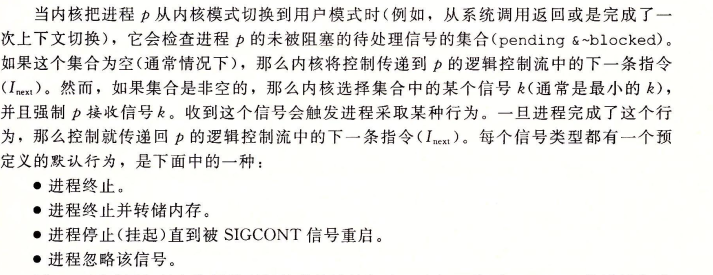 当内核把进程 p 从内核模式切换到用户模式时(例如，从系统调用返回或是完成了一
次上下文切换)，它会检查进程 p 的未被阻塞的待处理信号的集合(pending &~blocked)。
如果这个集合为空(通常情况下)，那么内核将控制传递到 p 的逻辑控制流中的下一条指令
(Inext)。然而，如果集合是非空的，那么内核选择集合中的某个信号 k(通常是最小的 k)，
并且强制 p 接收信号 k。收到这个信号会触发进程采取某种行为。一旦进程完成了这个行
为，那么控制就传递回 p 的逻辑控制流中的下一条指令(Inext)。每个信号类型都有一个预
定义的默认行为，是下面中的一种：
● 进程终止。
● 进程终止并转储内存。
● 进程停止(挂起)直到被 SIGCONT 信号重启。
● 进程忽略该信号。